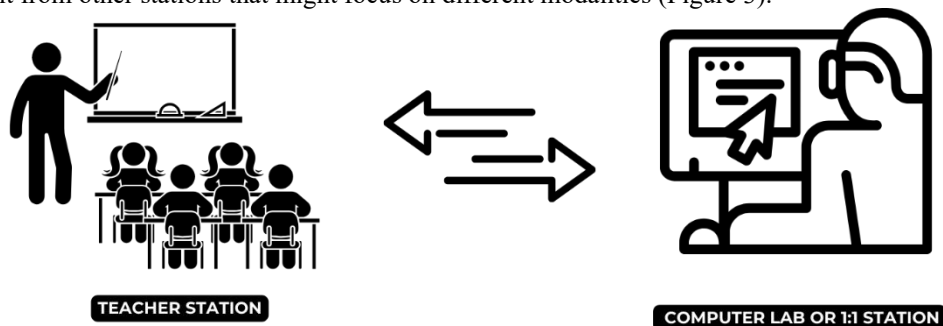 from other stations that might focus on different modalities (Figure 3).
TEACHER STATION
COMPUTER LAB OR 1:1 STATION